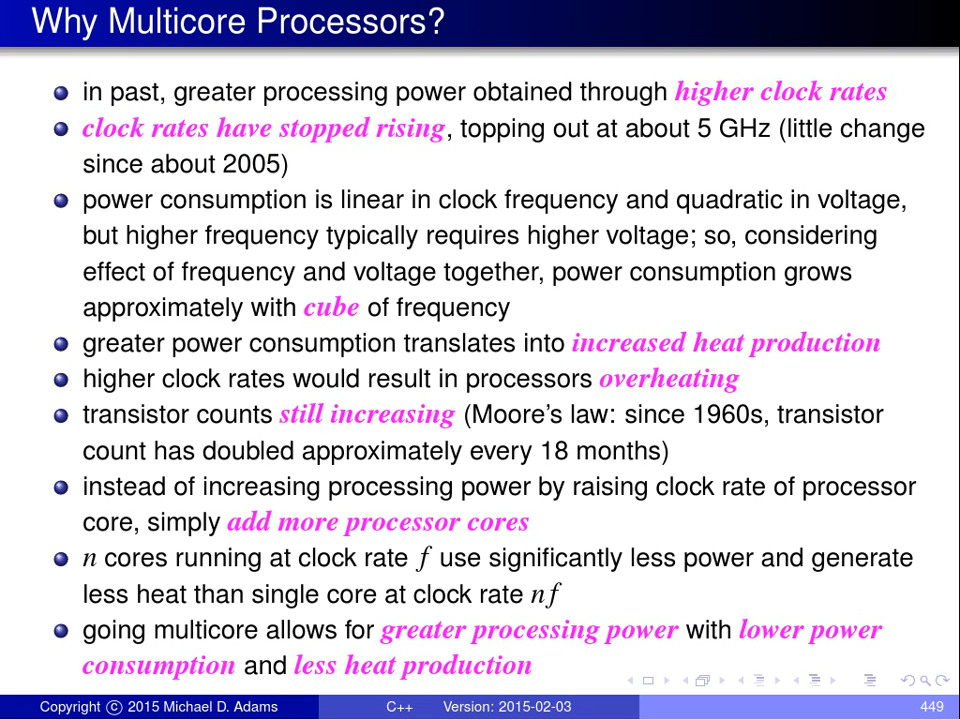 Why Multicore Processors?
in past, greater processing power obtained through higher clock rates
clock rates have stopped rising, topping out at about 5 GHz (little change
since about 2005)
power consumption is linear in clock frequency and quadratic in voltage,
but higher frequency typically requires higher voltage; so, considering
effect of frequency and voltage together, power consumption grows
approximately with cube of frequency
greater power consumption translates into increased heat production
higher clock rates would result in processors overheating
transistor counts still increasing (Moore's law: since 1960s, transistor
count has doubled approximately every 18 months)
instead of increasing processing power by raising clock rate of processor
core, simply add more processor cores
n cores running at clock rate f use significantly less power and generate
less heat than single core at clock rate nf
going multicore allows for greater processing power with lower power
consumption and less heat production
Copyright © 2015 Michael D. Adams C++ Version: 2015-02-03 449